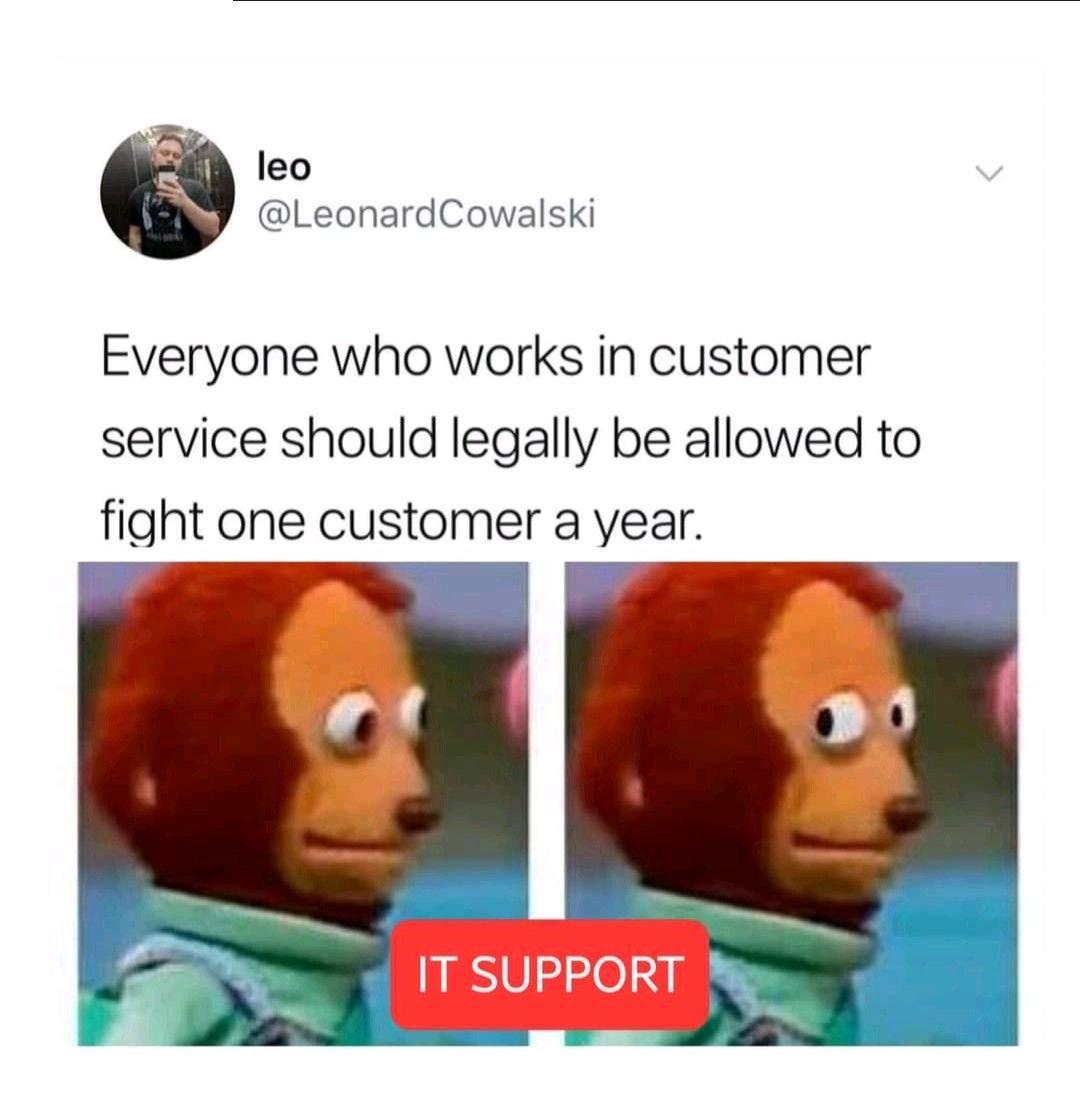 leo
@LeonardCowalski
Everyone who works in customer
service should legally be allowed to
fight one customer a year.
IT SUPPORT